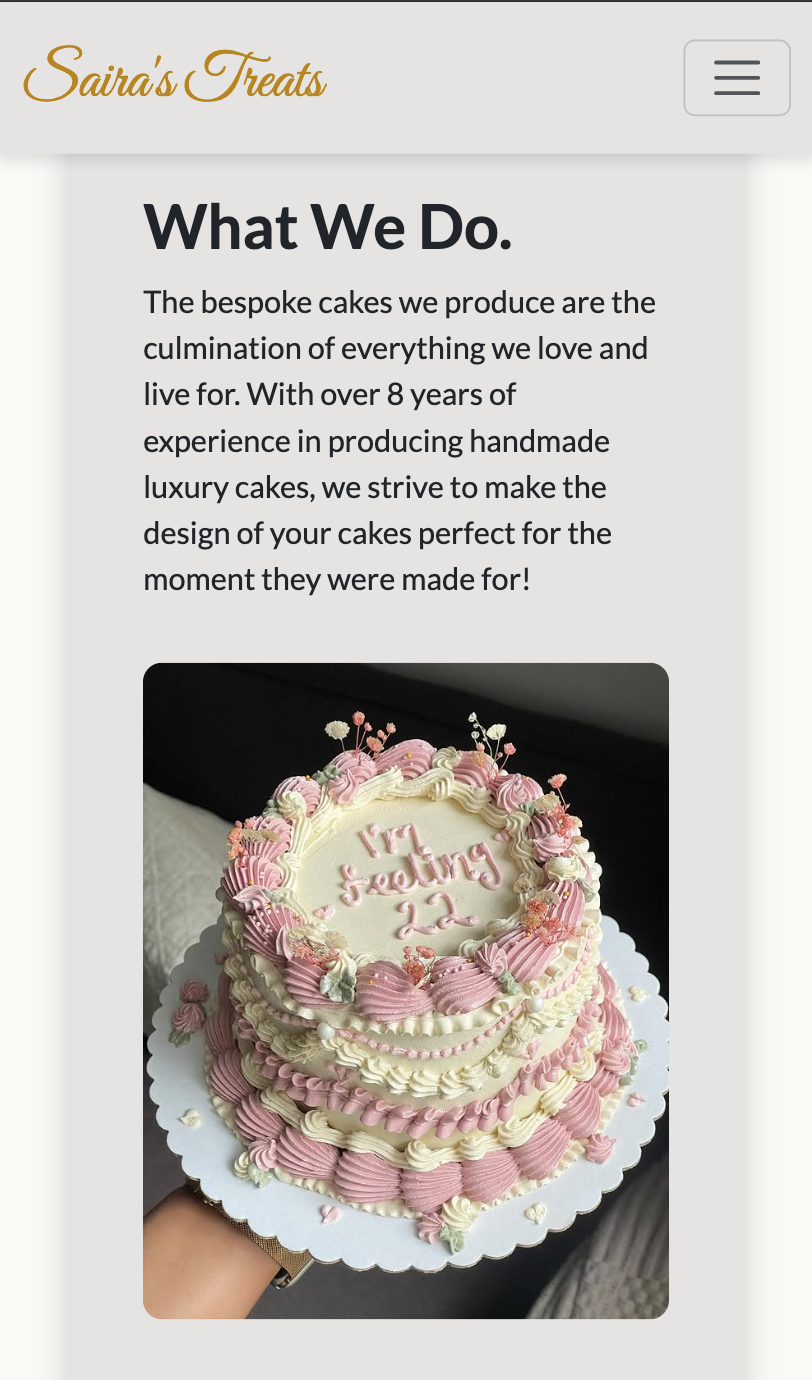 Saira's Treats
What We Do.
The bespoke cakes we produce are the
culmination of everything we love and
live for. With over 8 years of
experience in producing handmade
luxury cakes, we strive to make the
design of your cakes perfect for the
moment they were made for!
I'm
feeling
22